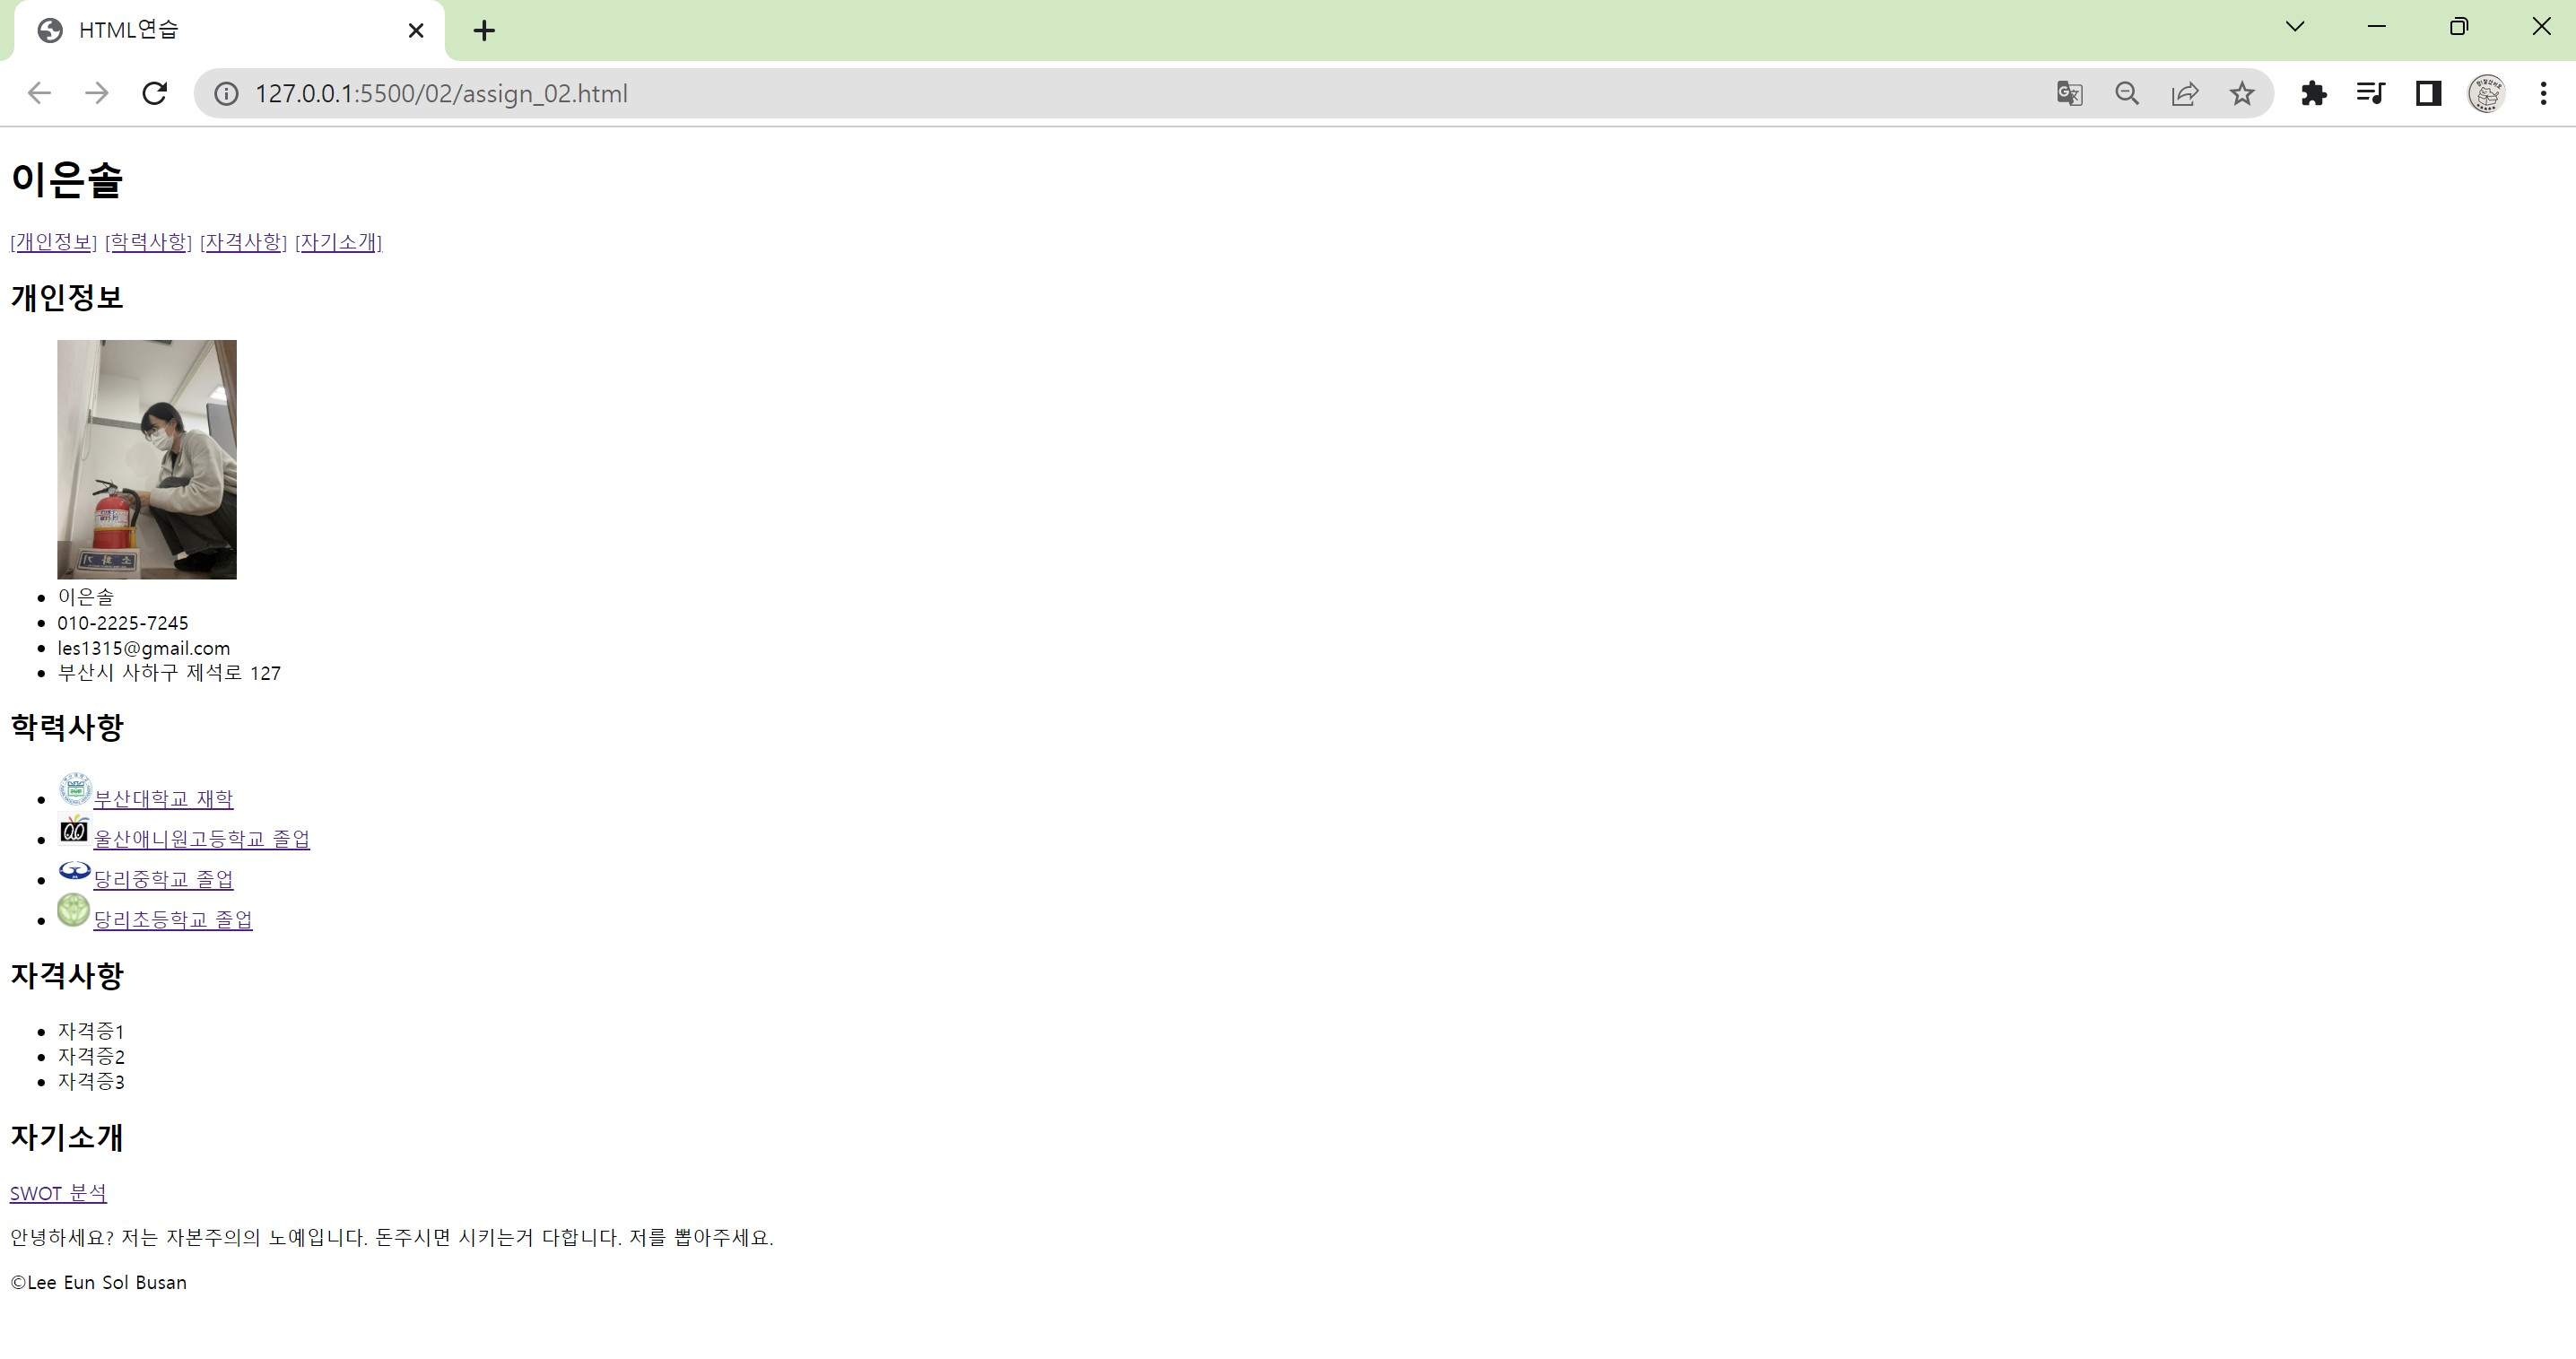 HTML연습
127.0.0.1:5500/02/assign_02.html
이은솔
[개인정보] [학력사항] [자격사항] [자기소개]
개인정보
소화기
이은솔
010-2225-7245
les1315@gmail.com
부산시 사하구 제석로 127
학력사항
부산대학교 재학
울산애니원고등학교 졸업
당리중학교 졸업
당리초등학교 졸업
자격사항
자격증1
자격증2
자격증3
자기소개
SWOT 분석
안녕하세요? 저는 자본주의의 노예입니다. 돈주시면 시키는거 다합니다. 저를 뽑아주세요.
©Lee Eun Sol Busan